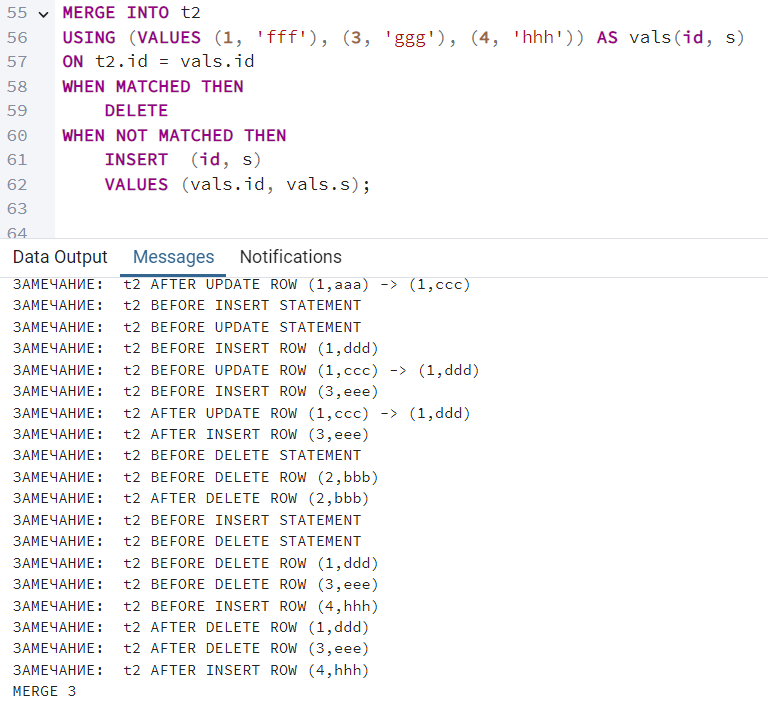 55 MERGE INTO t2
56 USING (VALUES (1, 'fff'), (3, 'ggg'), (4, 'hhh')) AS vals(id, s)
57 ON t2.id = vals.id
58 WHEN MATCHED THEN
59 DELETE
60 WHEN NOT MATCHED THEN
61 INSERT  (id, s)
62 VALUES (vals.id, vals.s);
63
64
Data Output Messages Notifications
ЗАМЕЧАНИЕ:  t2 AFTER UPDATE ROW (1,aaa) -> (1,ccc)
ЗАМЕЧАНИЕ:  t2 BEFORE INSERT STATEMENT
ЗАМЕЧАНИЕ:  t2 BEFORE UPDATE STATEMENT
ЗАМЕЧАНИЕ:  t2 BEFORE INSERT ROW (1,ddd)
ЗАМЕЧАНИЕ:  t2 BEFORE UPDATE ROW (1,ccc) -> (1,ddd)
ЗАМЕЧАНИЕ:  t2 BEFORE INSERT ROW (3,eee)
ЗАМЕЧАНИЕ:  t2 AFTER UPDATE ROW (1,ccc) -> (1,ddd)
ЗАМЕЧАНИЕ:  t2 AFTER INSERT ROW (3,eee)
ЗАМЕЧАНИЕ:  t2 BEFORE DELETE STATEMENT
ЗАМЕЧАНИЕ:  t2 BEFORE DELETE ROW (2,bbb)
ЗАМЕЧАНИЕ:  t2 AFTER DELETE ROW (2,bbb)
ЗАМЕЧАНИЕ:  t2 BEFORE INSERT STATEMENT
ЗАМЕЧАНИЕ:  t2 BEFORE DELETE STATEMENT
ЗАМЕЧАНИЕ:  t2 BEFORE DELETE ROW (1,ddd)
ЗАМЕЧАНИЕ:  t2 BEFORE DELETE ROW (3,eee)
ЗАМЕЧАНИЕ:  t2 BEFORE INSERT ROW (4,hhh)
ЗАМЕЧАНИЕ:  t2 AFTER DELETE ROW (1,ddd)
ЗАМЕЧАНИЕ:  t2 AFTER DELETE ROW (3,eee)
ЗАМЕЧАНИЕ:  t2 AFTER INSERT ROW (4,hhh)
MERGE 3